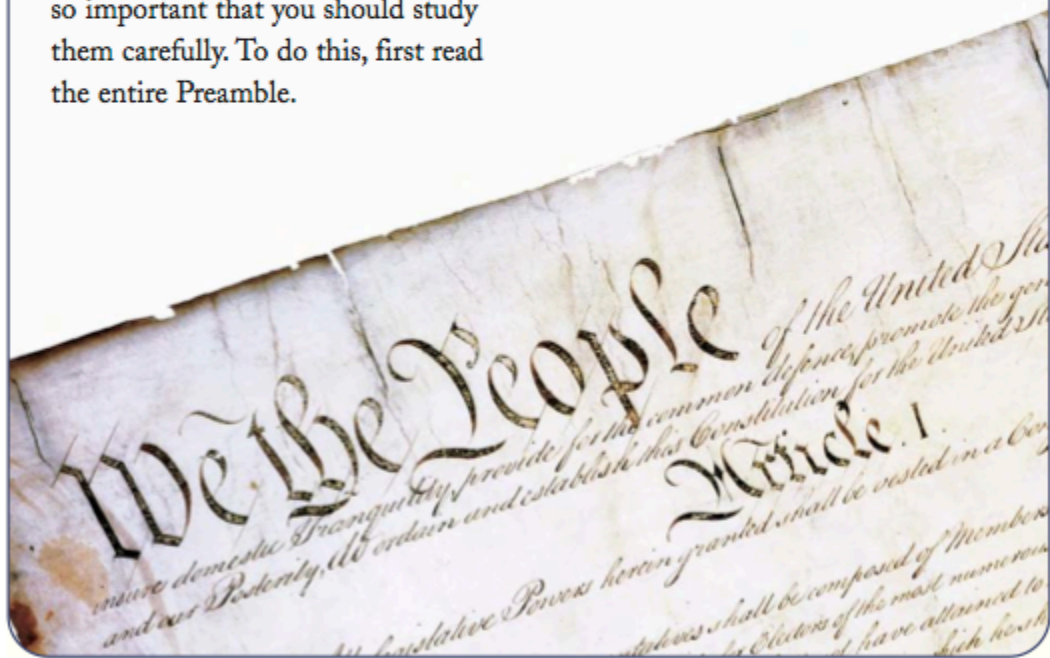 so important that you should study
them carefully. To do this, first read
the entire Preamble.
We the People of the United
insure domestic Tranquility, provide for the common defence, promote the
and our Posterity, do ordain and establish this Constitution for the United
Article. I.
Legislative Powers herein granted shall be vested in a
shall be composed of Members
Electors of the most numerous
have attained to